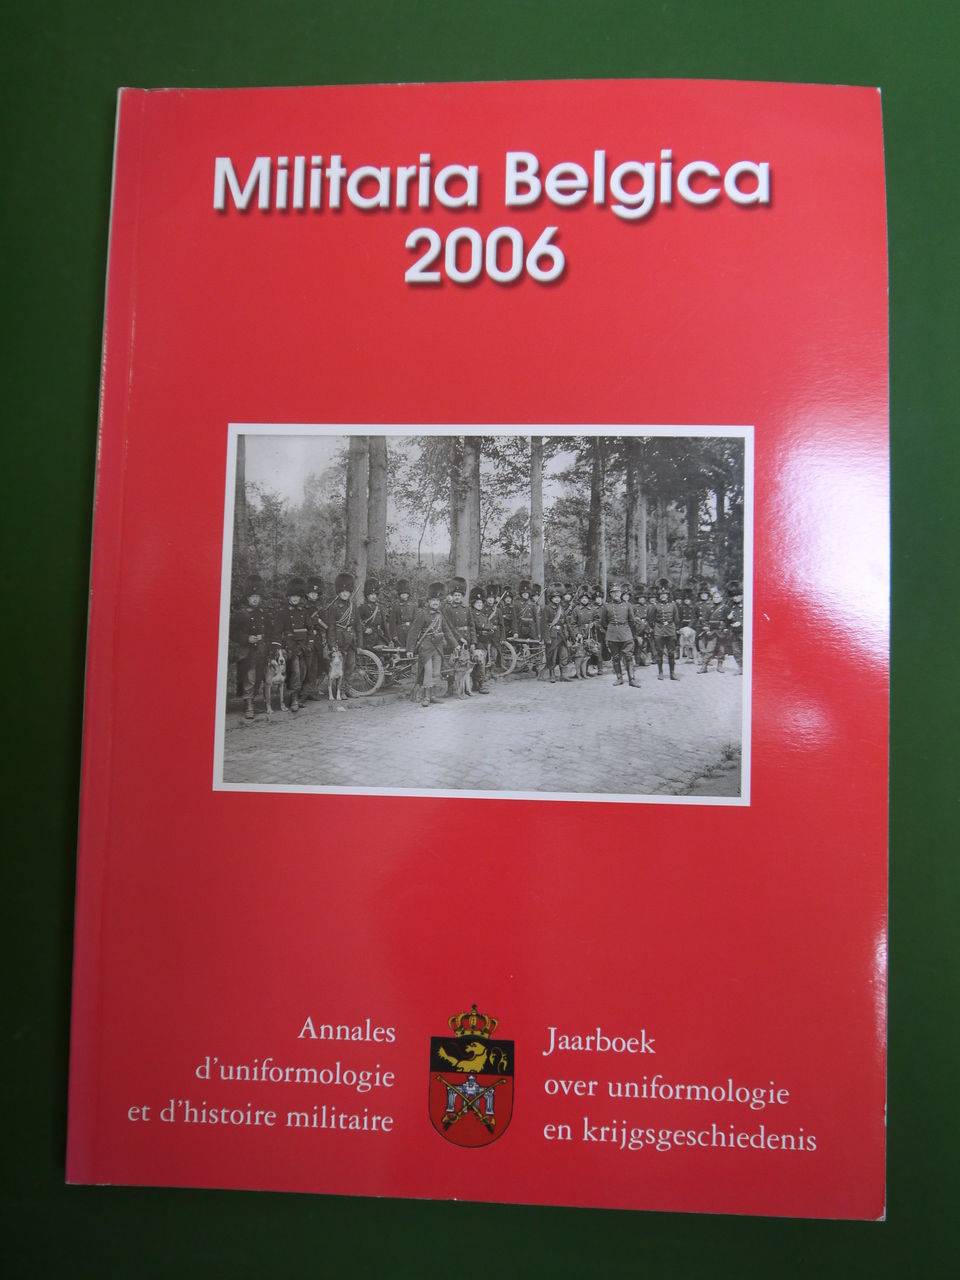 Militaria Belgica
2006
Annales
d'uniformologie
et d'histoire militaire
Jaarboek
over uniformologie
en krijgsgeschiedenis